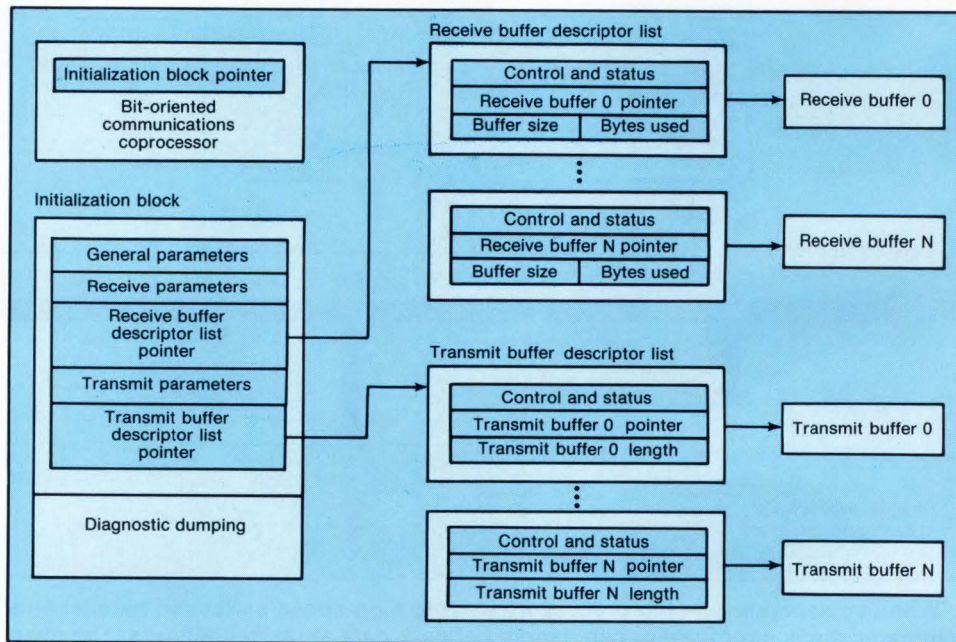 Initialization block pointer
Bit-oriented
communications
coprocessor
Initialization block
General parameters
Receive parameters
Receive buffer
descriptor list
pointer
Transmit parameters
Transmit buffer
descriptor list
pointer
Diagnostic dumping
Receive buffer descriptor list
Control and status
Receive buffer 0 pointer
Buffer size
Bytes used
Receive buffer 0
Control and status
Receive buffer N pointer
Buffer size
Bytes used
Receive buffer N
Transmit buffer descriptor list
Control and status
Transmit buffer 0 pointer
Transmit buffer 0 length
Transmit buffer 0
Control and status
Transmit buffer N pointer
Transmit buffer N length
Transmit buffer N